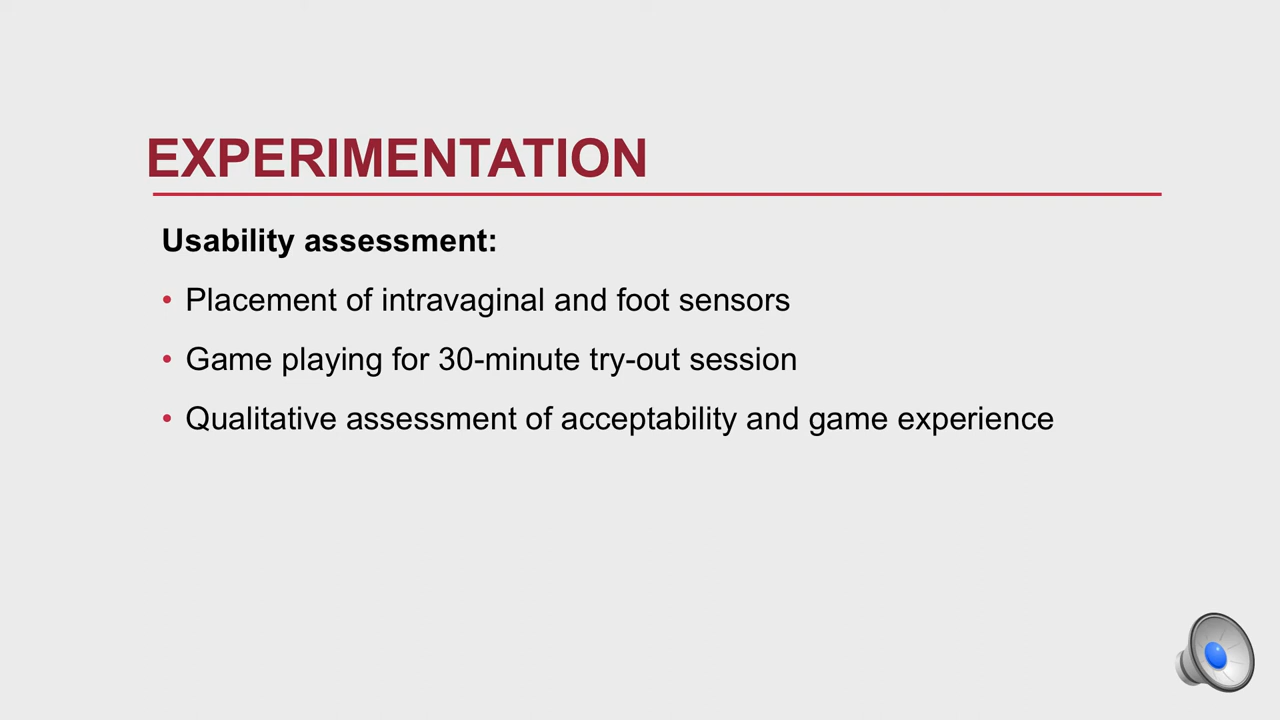 EXPERIMENTATION
Usability assessment:
• Placement of intravaginal and foot sensors
• Game playing for 30-minute try-out session
• Qualitative assessment of acceptability and game experience